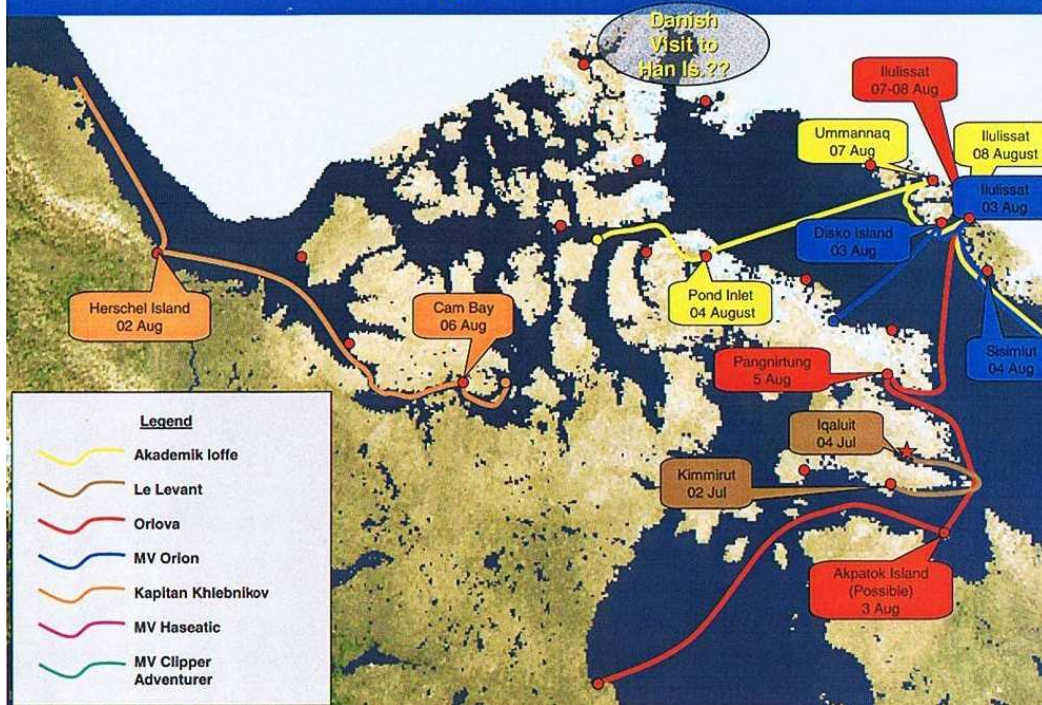 Danish
Visit to
Han Is.??
Ilulissat
07-08 Aug
Ummannaq
07 Aug
Ilulissat
08 August
Ilulissat
03 Aug
Disko Island
03 Aug
Herschel Island
02 Aug
Cam Bay
06 Aug
Pond Inlet
04 August
Sisimiut
04 Aug
Pangnirtung
5 Aug
Iqaluit
04 Jul
Kimmirut
02 Jul
Akpatok Island
(Possible)
3 Aug
Legend
Akademik Ioffe
Le Levant
Orlova
MV Orion
Kapitan Khlebnikov
MV Haseatic
MV Clipper
Adventurer